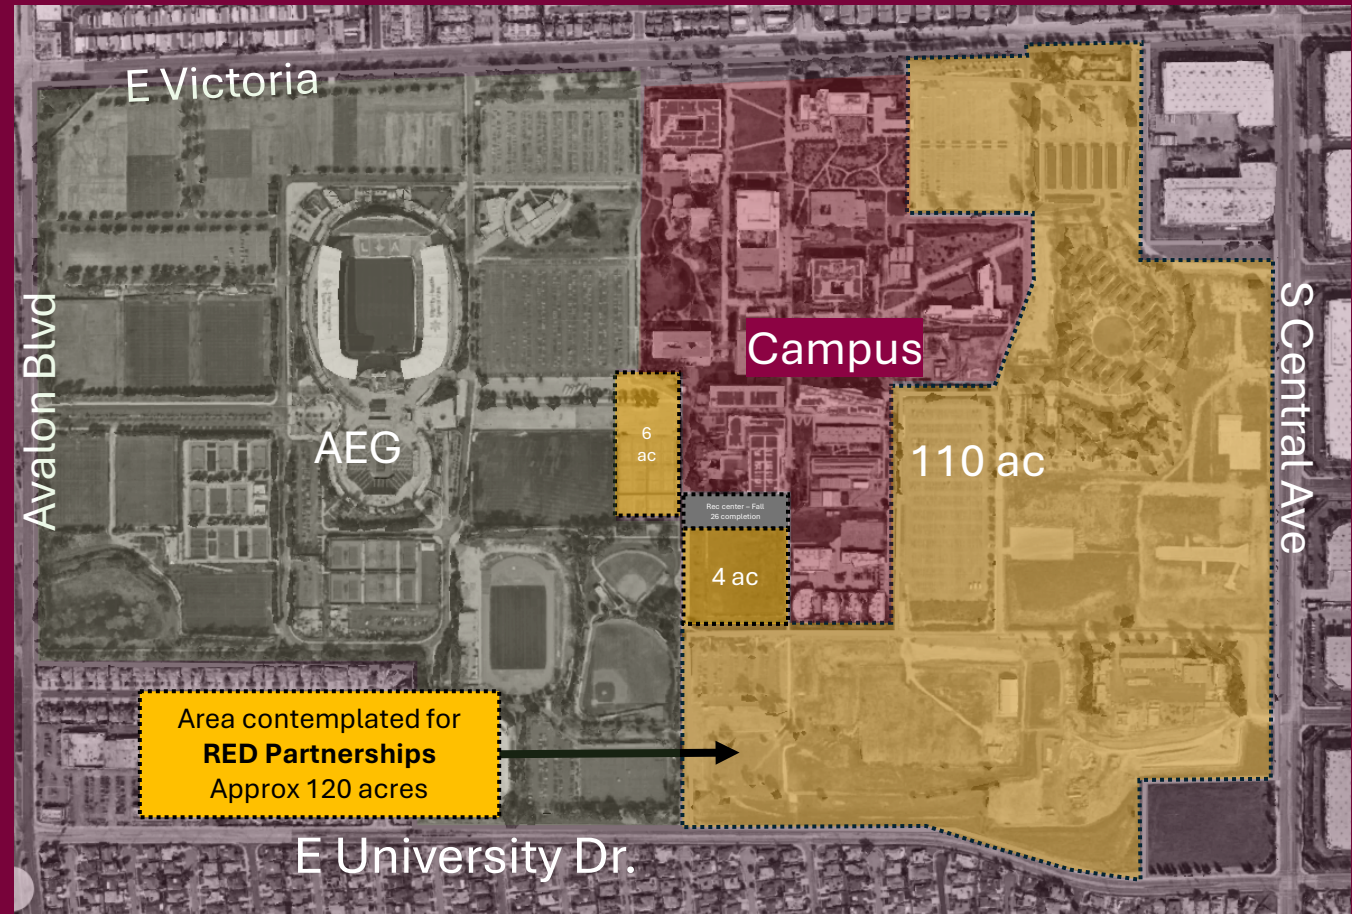 E Victoria
Avalon Blvd
S Central Ave
Campus
AEG
6
ac
110 ac
Rec center – Fall
26 completion
4 ac
Area contemplated for
RED Partnerships
Approx 120 acres
E University Dr.